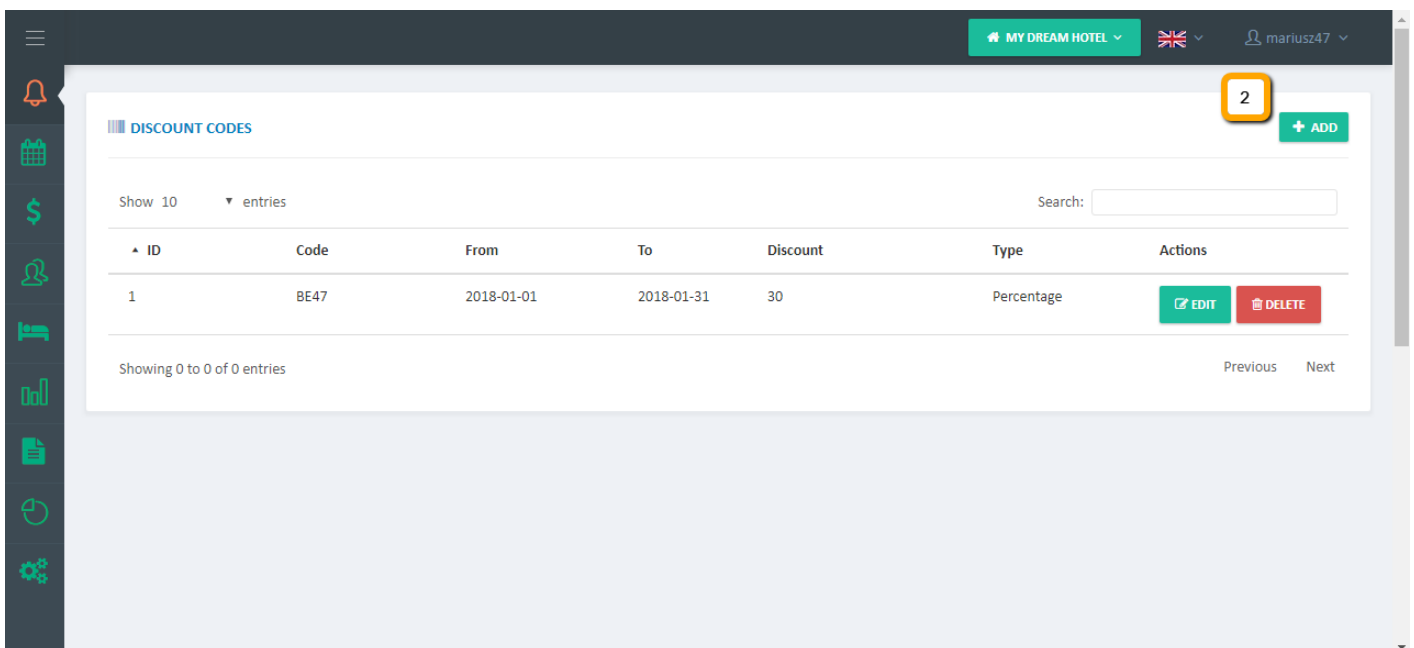 MY DREAM HOTEL
mariusz47
2
DISCOUNT CODES
+ ADD
Show 10 entries
Search:
ID Code From To Discount Type Actions
1 BE47 2018-01-01 2018-01-31 30 Percentage EDIT DELETE
Showing 0 to 0 of 0 entries
Previous Next